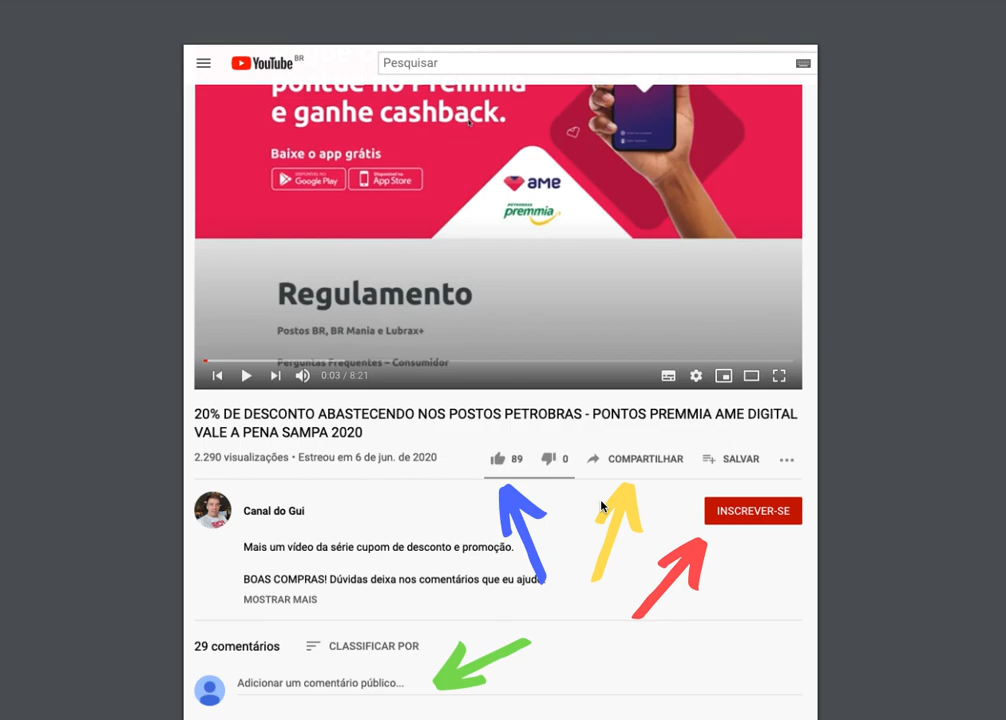 YouTube BR
Pesquisar
pontue no Premmia
e ganhe cashback.
Baixe o app grátis
DISPONÍVEL NO
Google Play
App Store
AME
PETROBRAS
premmia
Regulamento
Postos BR, BR Mania e Lubrax+
Perguntas Frequentes – Consumidor
0:03 / 8:21
20% DE DESCONTO ABASTECENDO NOS POSTOS PETROBRAS - PONTOS PREMMIA AME DIGITAL
VALE A PENA SAMPA 2020
2.290 visualizações • Estreou em 6 de jun. de 2020
89
0
COMPARTILHAR
SALVAR
Canal do Gui
INSCREVER-SE
Mais um vídeo da série cupom de desconto e promoção.
BOAS COMPRAS! Dúvidas deixa nos comentários que eu ajud
MOSTRAR MAIS
29 comentários
CLASSIFICAR POR
Adicionar um comentário público...